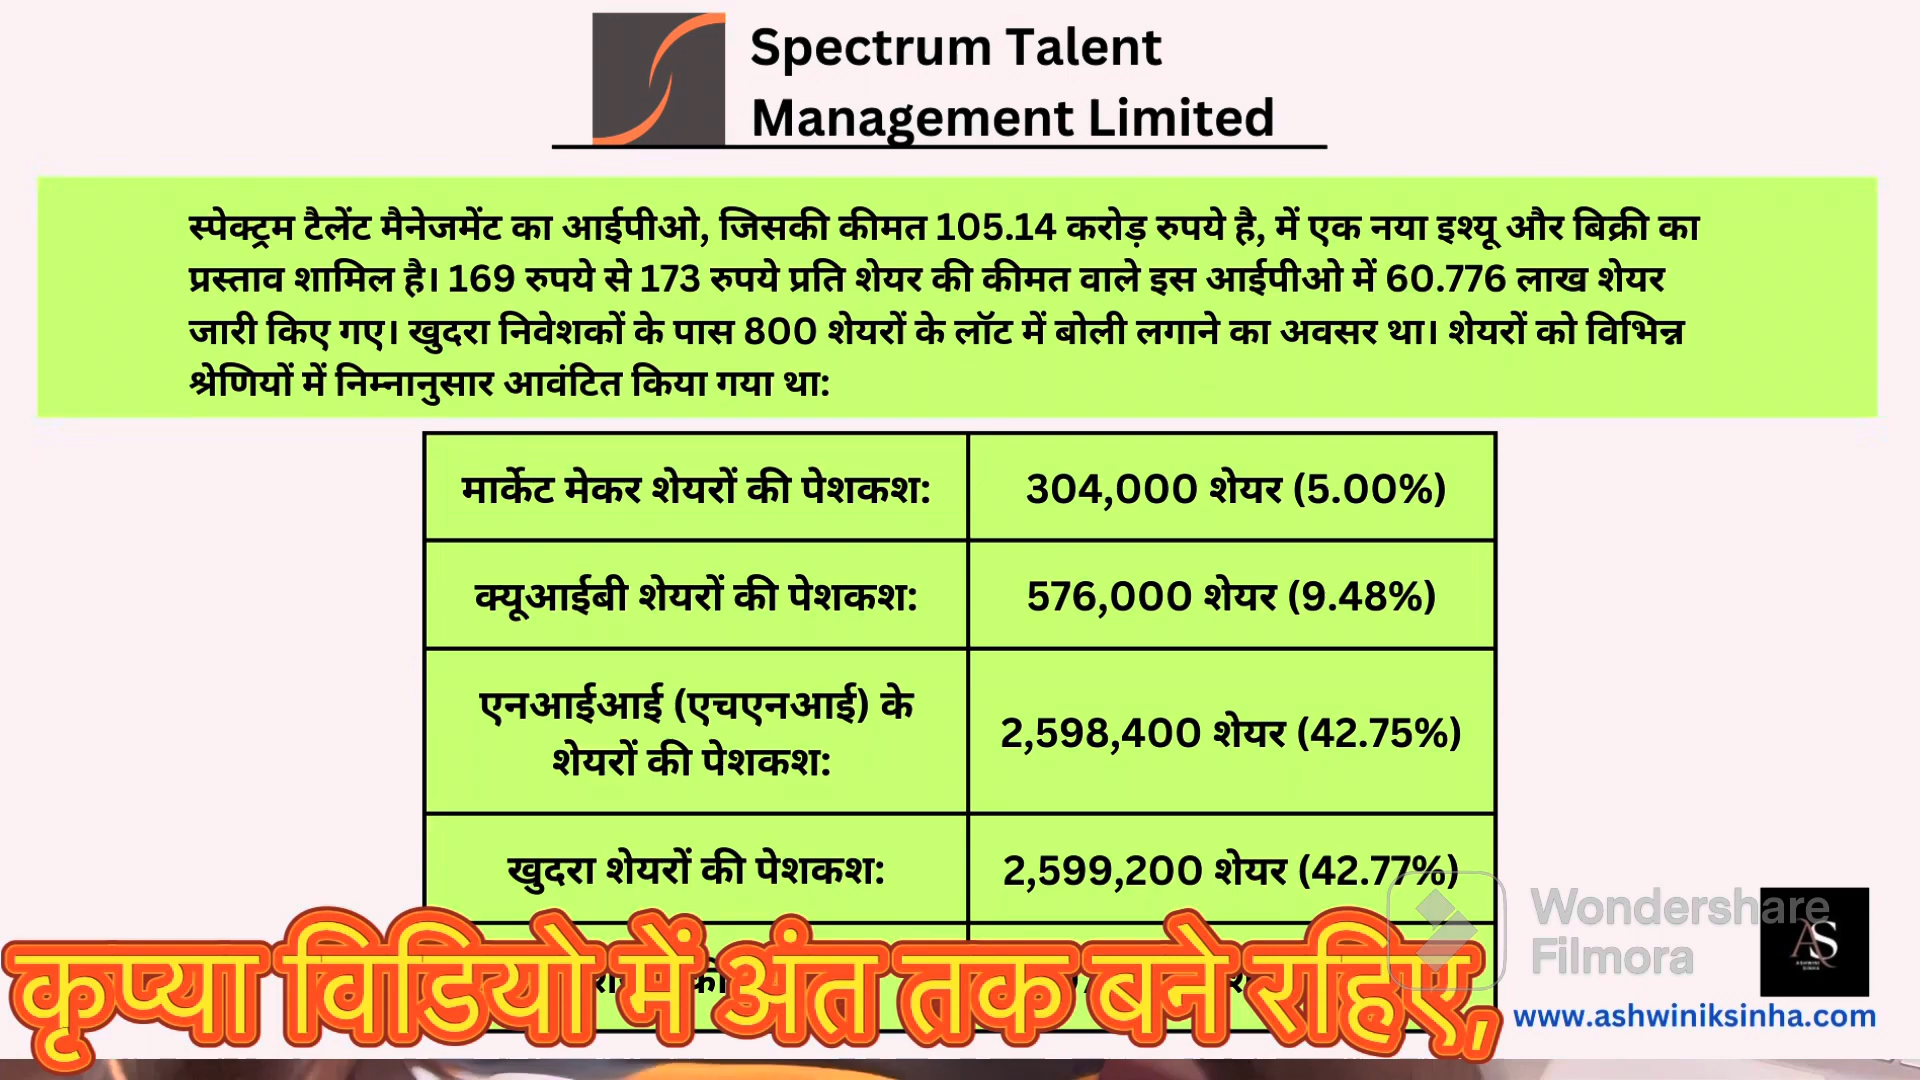 Spectrum Talent
Management Limited
स्पेक्ट्रम टैलेंट मैनेजमेंट का आईपीओ, जिसकी कीमत 105.14 करोड़ रुपये है, में एक नया इश्यू और बिक्री का
प्रस्ताव शामिल है। 169 रुपये से 173 रुपये प्रति शेयर की कीमत वाले इस आईपीओ में 60.776 लाख शेयर
जारी किए गए। खुदरा निवेशकों के पास 800 शेयरों के लॉट में बोली लगाने का अवसर था। शेयरों को विभिन्न
श्रेणियों में निम्नानुसार आवंटित किया गया था:
मार्केट मेकर शेयरों की पेशकश: 304,000 शेयर (5.00%)
क्यूआईबी शेयरों की पेशकश: 576,000 शेयर (9.48%)
एनआईआई (एचएनआई) के
शेयरों की पेशकश: 2,598,400 शेयर (42.75%)
खुदरा शेयरों की पेशकश: 2,599,200 शेयर (42.77%)
कृप्या विडियो में अंत तक बने रहिए,
Wondershare
Filmora
AS
ASHWINI
SINHA
www.ashwiniksinha.com